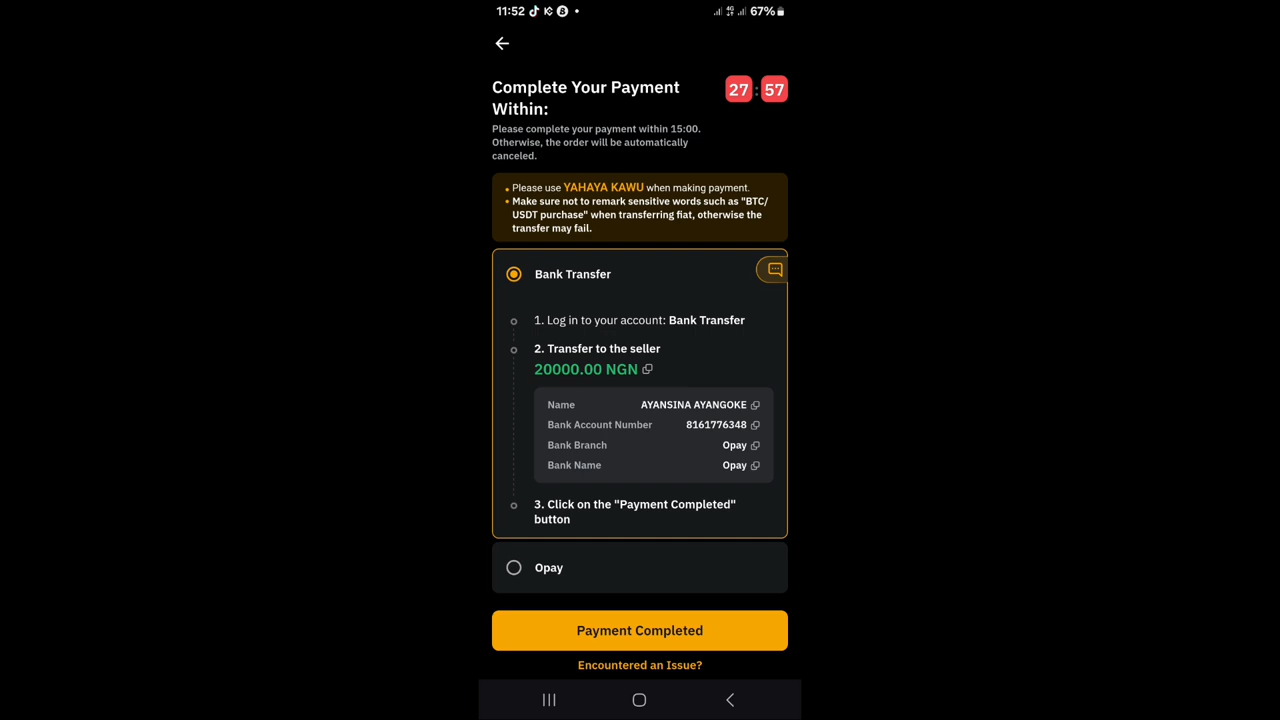 11:52 4G 67%
Complete Your Payment 27 : 57
Within:
Please complete your payment within 15:00.
Otherwise, the order will be automatically
canceled.
• Please use YAHAYA KAWU when making payment.
• Make sure not to remark sensitive words such as "BTC/
USDT purchase" when transferring fiat, otherwise the
transfer may fail.
Bank Transfer
1. Log in to your account: Bank Transfer
2. Transfer to the seller
20000.00 NGN
Name AYANSINA AYANGOKE
Bank Account Number 8161776348
Bank Branch Opay
Bank Name Opay
3. Click on the "Payment Completed"
button
Opay
Payment Completed
Encountered an Issue?